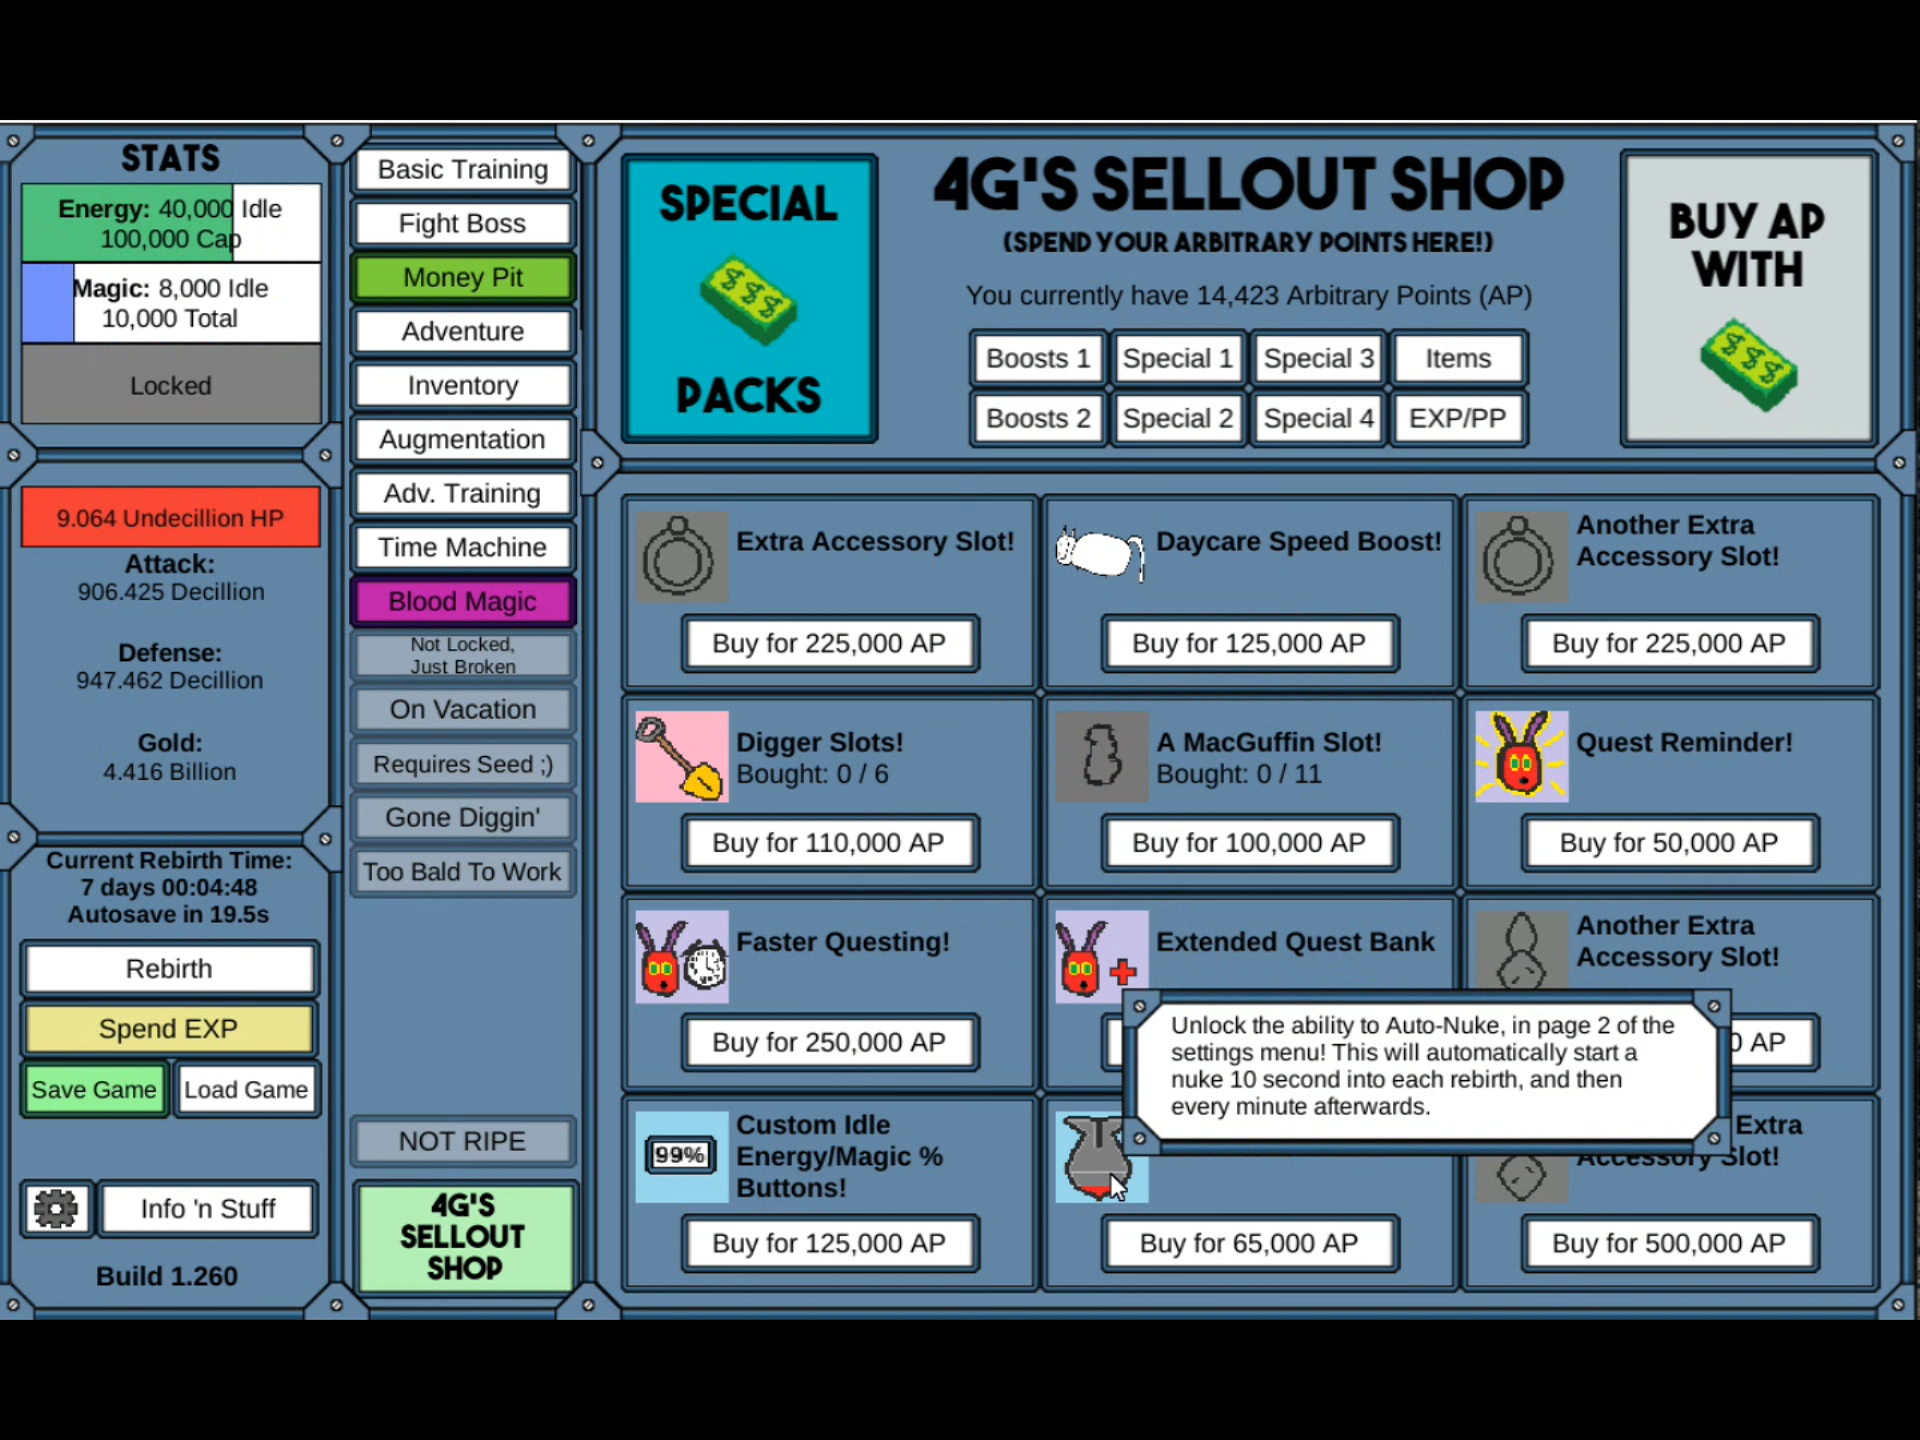 STATS
Energy: 40,000 Idle
100,000 Cap
Magic: 8,000 Idle
10,000 Total
Locked
9.064 Undecillion HP
Attack:
906.425 Decillion
Defense:
947.462 Decillion
Gold:
4.416 Billion
Current Rebirth Time:
7 days 00:04:48
Autosave in 19.5s
Rebirth
Spend EXP
Save Game
Load Game
Info 'n Stuff
Build 1.260
Basic Training
Fight Boss
Money Pit
Adventure
Inventory
Augmentation
Adv. Training
Time Machine
Blood Magic
Not Locked,
Just Broken
On Vacation
Requires Seed ;)
Gone Diggin'
Too Bald To Work
NOT RIPE
4G'S
SELLOUT
SHOP
SPECIAL
PACKS
4G'S SELLOUT SHOP
(SPEND YOUR ARBITRARY POINTS HERE!)
You currently have 14,423 Arbitrary Points (AP)
Boosts 1
Special 1
Special 3
Items
Boosts 2
Special 2
Special 4
EXP/PP
BUY AP
WITH
Extra Accessory Slot!
Buy for 225,000 AP
Daycare Speed Boost!
Buy for 125,000 AP
Another Extra
Accessory Slot!
Buy for 225,000 AP
Digger Slots!
Bought: 0 / 6
Buy for 110,000 AP
A MacGuffin Slot!
Bought: 0 / 11
Buy for 100,000 AP
Quest Reminder!
Buy for 50,000 AP
Faster Questing!
Buy for 250,000 AP
Extended Quest Bank
Another Extra
Accessory Slot!
0 AP
Unlock the ability to Auto-Nuke, in page 2 of the
settings menu! This will automatically start a
nuke 10 second into each rebirth, and then
every minute afterwards.
99%
Custom Idle
Energy/Magic %
Buttons!
Buy for 125,000 AP
Buy for 65,000 AP
Extra
Accessory Slot!
Buy for 500,000 AP